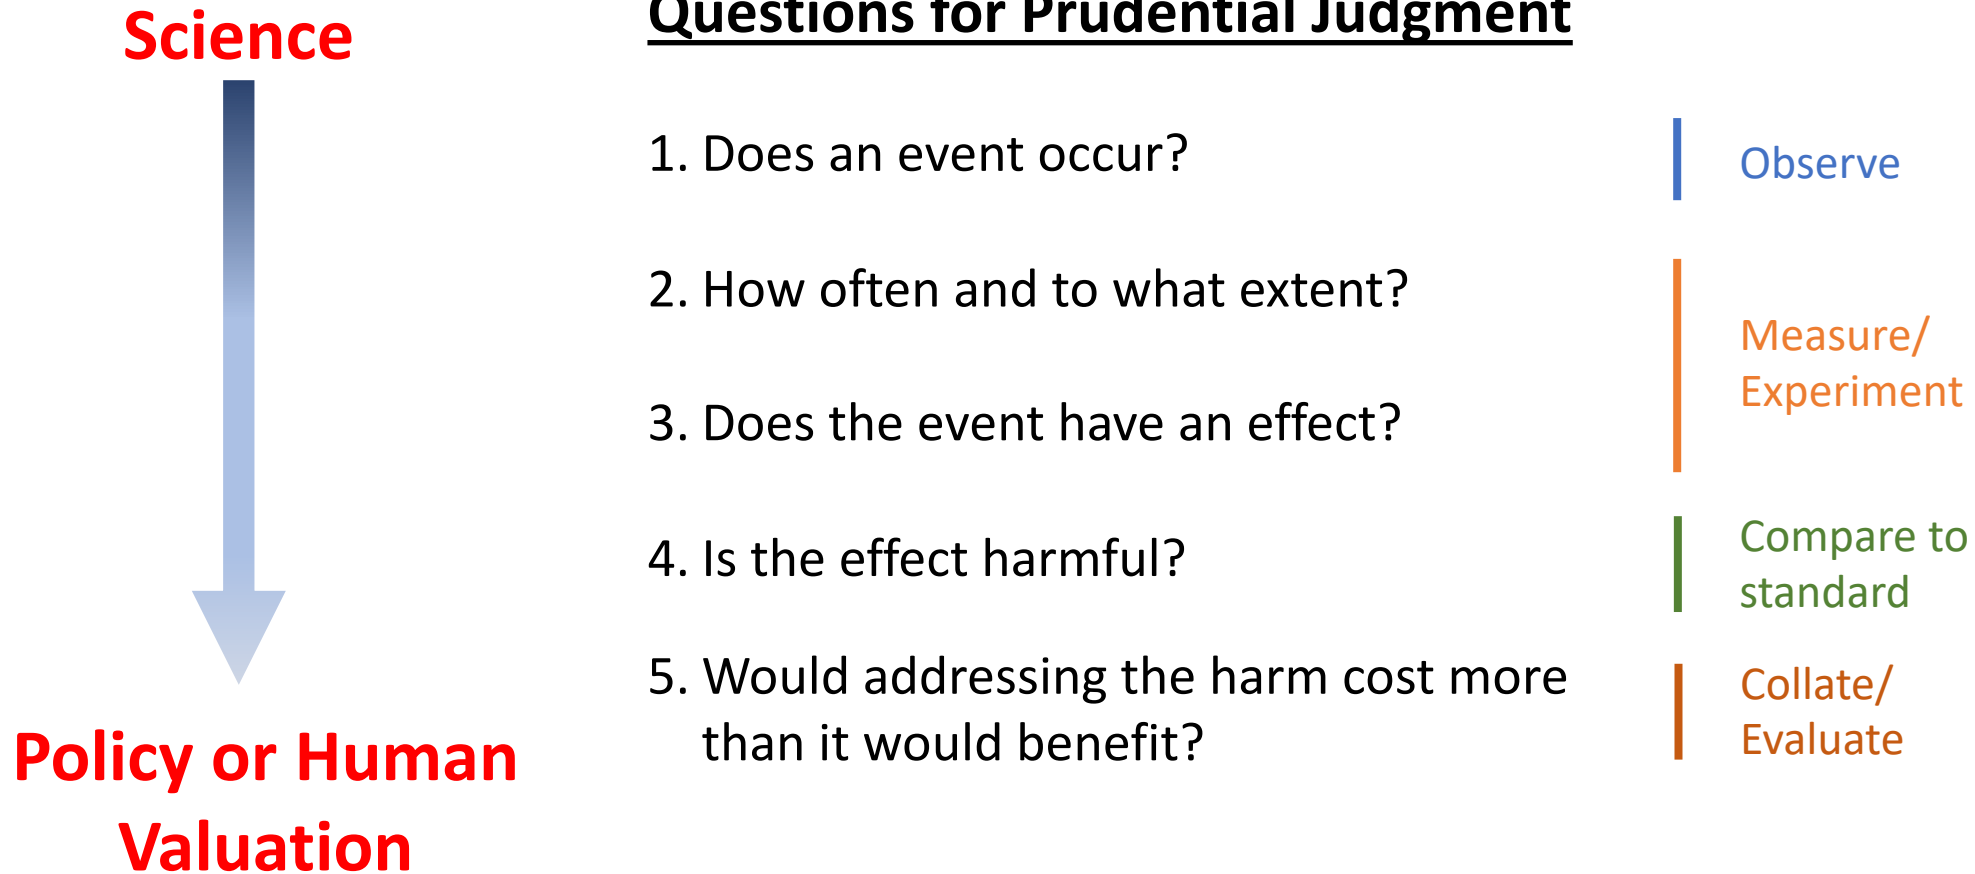 Science
Questions for Prudential Judgment
1. Does an event occur?
Observe
2. How often and to what extent?
Measure/
Experiment
3. Does the event have an effect?
4. Is the effect harmful?
Compare to
standard
5. Would addressing the harm cost more
than it would benefit?
Collate/
Evaluate
Policy or Human
Valuation